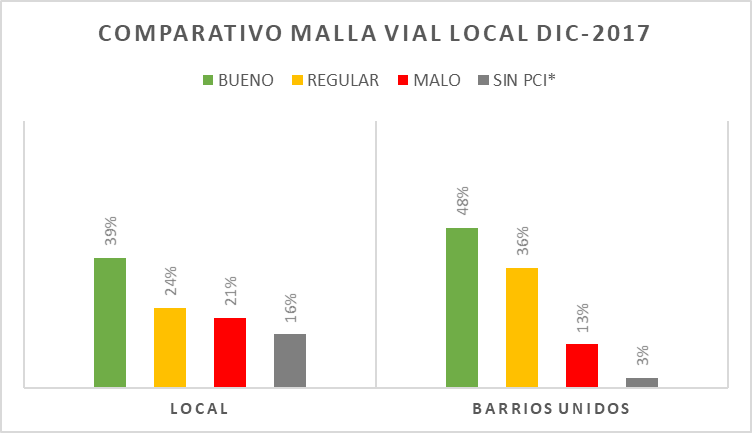 COMPARATIVO MALLA VIAL LOCAL DIC-2017
BUENO REGULAR MALO SIN PCI*
39%
24%
21%
16%
48%
36%
13%
3%
LOCAL BARRIOS UNIDOS